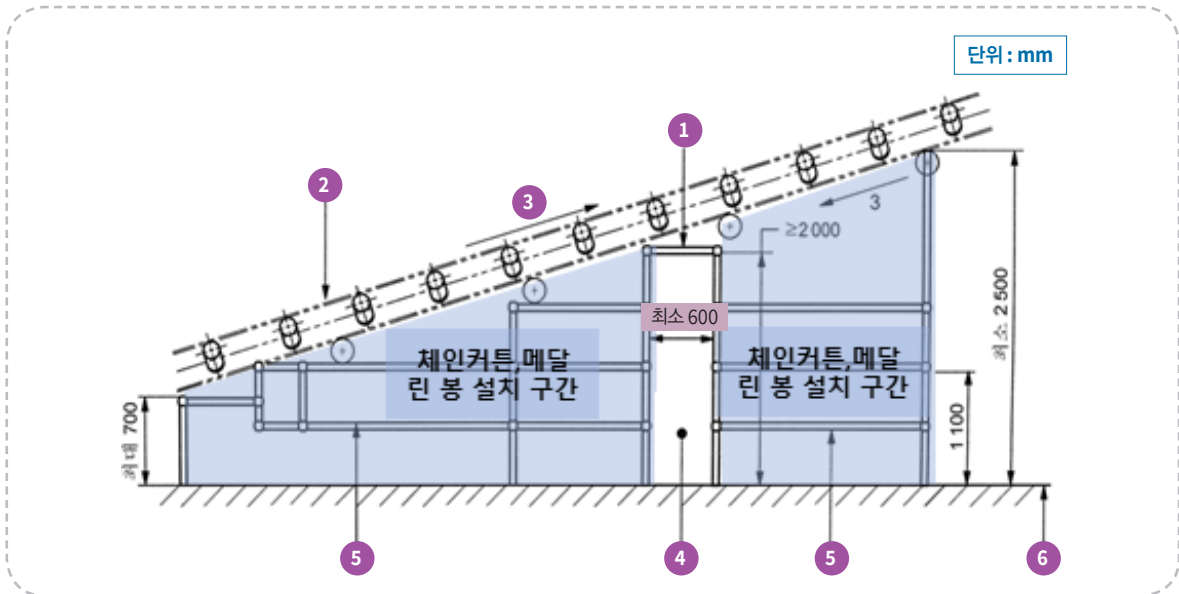 단위 : mm
1
2
3
3
≥2 000
최소 600
체인커튼,메달
린 봉 설치 구간
체인커튼,메달
린 봉 설치 구간
최소 2 500
최대 700
1 100
5
4
5
6